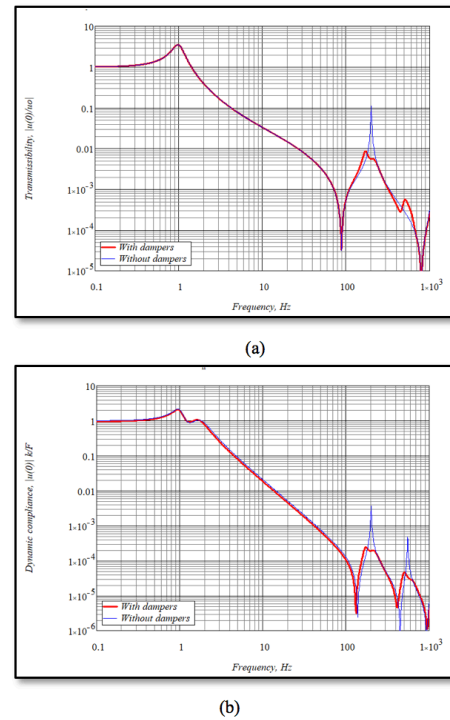 10
1
0.1
0.01
1×10⁻³
1×10⁻⁴
1×10⁻⁵
Transmissibility, |u(0)/uo|
With dampers
Without dampers
0.1
1
10
100
1×10³
Frequency, Hz
(a)
10
1
0.1
0.01
1×10⁻³
1×10⁻⁴
1×10⁻⁵
1×10⁻⁶
Dynamic compliance, |u(0)| k/F
With dampers
Without dampers
0.1
1
10
100
1×10³
Frequency, Hz
(b)